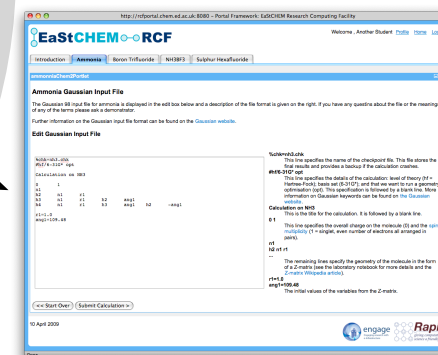 http://rcfportal.chem.ed.ac.uk:8080 – Portal Framework: EaStCHEM Research Computing Facility
EaStCHEM RCF
Welcome , Another Student Profile Home
Introduction Ammonia Boron Trifluoride NH3BF3 Sulphur Hexafluoride
ammoniaChem2Portlet
Ammonia Gaussian Input File
The Gaussian 98 input file for ammonia is displayed in the edit box below and a description of the file format is given on the right. If you have any questions about the file or the meaning
of any of the terms please ask a demonstrator.
Further information on the Gaussian input file format can be found on the Gaussian website.
Edit Gaussian Input File
%chk=nh3.chk
#hf/6-31G* opt
Calculation on NH3
0 1
n1
h2 n1 r1
h3 n1 r1 h2 ang1
h4 n1 r1 h3 ang1 h2 -ang1
r1=1.0
ang1=109.48
%chk=nh3.chk
This line specifies the name of the checkpoint file. This file stores the
final results and provides a backup if the calculation crashes.
#hf/6-31G* opt
This line specifies the details of the calculation: level of theory (hf =
Hartree-Fock); basis set (6-31G*); and that we want to run a geometry
optimisation (opt). This specification is followed by a blank line. More
information on Gaussian keywords can be found on the Gaussian
website.
Calculation on NH3
This is the title for the calculation. It is followed by a blank line.
0 1
This line specifies the overall charge on the molecule (0) and the spin
multiplicity (1 = singlet, even number of electrons all arranged in
pairs).
n1
h2 n1 r1
...
The remaining lines specify the geometry of the molecule in the form
of a Z-matrix (see the laboratory notebook for more details and the
Z-matrix Wikipedia article).
r1=1.0
ang1=109.48
The initial values of the variables from the Z-matrix.
<< Start Over Submit Calculation >
10 April 2009
engage
Rapi